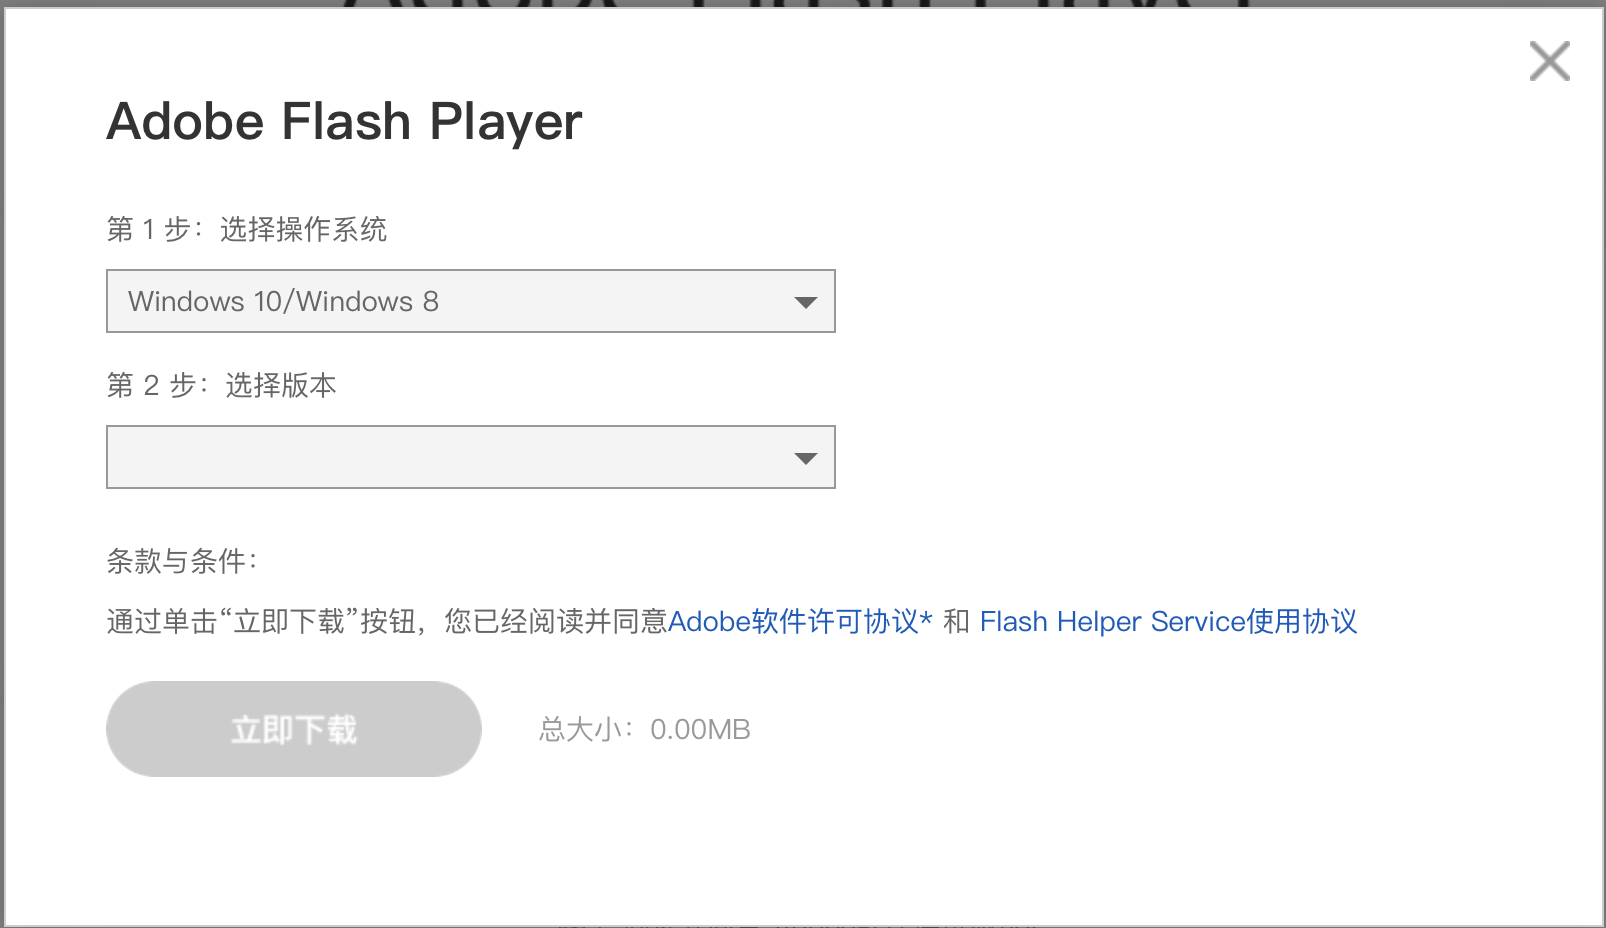 Adobe Flash Player
第 1 步：选择操作系统
Windows 10/Windows 8
第 2 步：选择版本
条款与条件：
通过单击“立即下载”按钮，您已经阅读并同意Adobe软件许可协议* 和 Flash Helper Service使用协议
立即下载
总大小：0.00MB